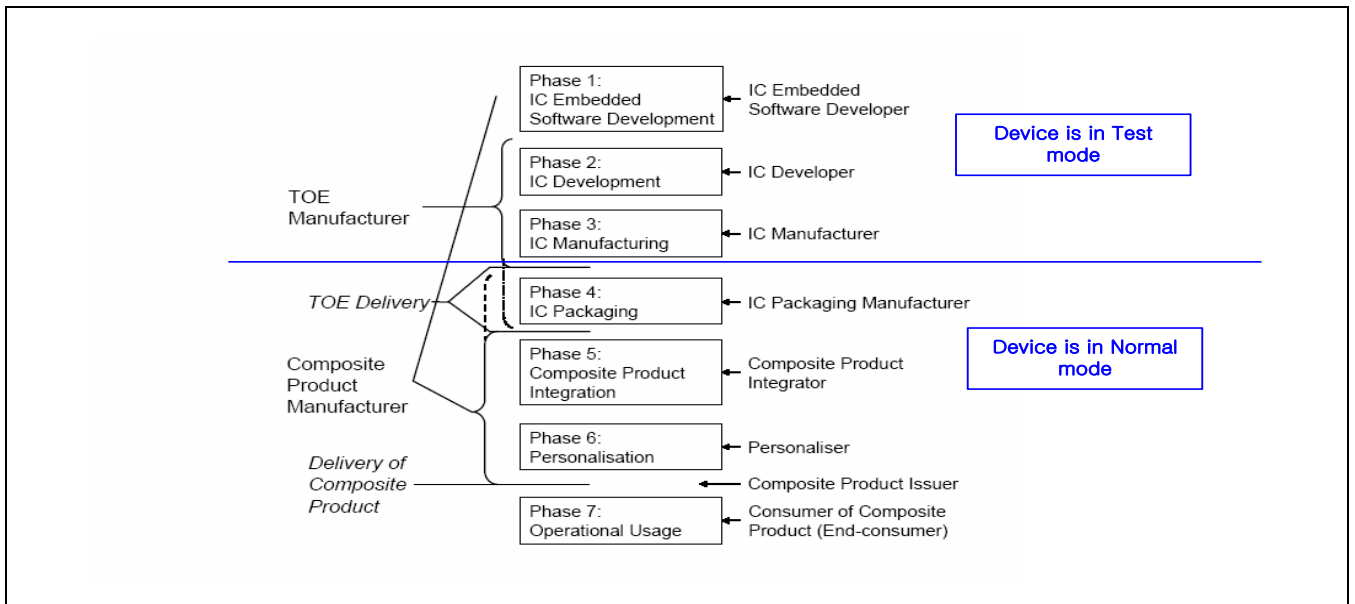 Phase 1:
IC Embedded
Software Development
IC Embedded
Software Developer
Device is in Test
mode
Phase 2:
IC Development
IC Developer
TOE
Manufacturer
Phase 3:
IC Manufacturing
IC Manufacturer
TOE Delivery
Phase 4:
IC Packaging
IC Packaging Manufacturer
Device is in Normal
mode
Composite
Product
Manufacturer
Phase 5:
Composite Product
Integration
Composite Product
Integrator
Phase 6:
Personalisation
Personaliser
Delivery of
Composite
Product
Composite Product Issuer
Phase 7:
Operational Usage
Consumer of Composite
Product (End-consumer)